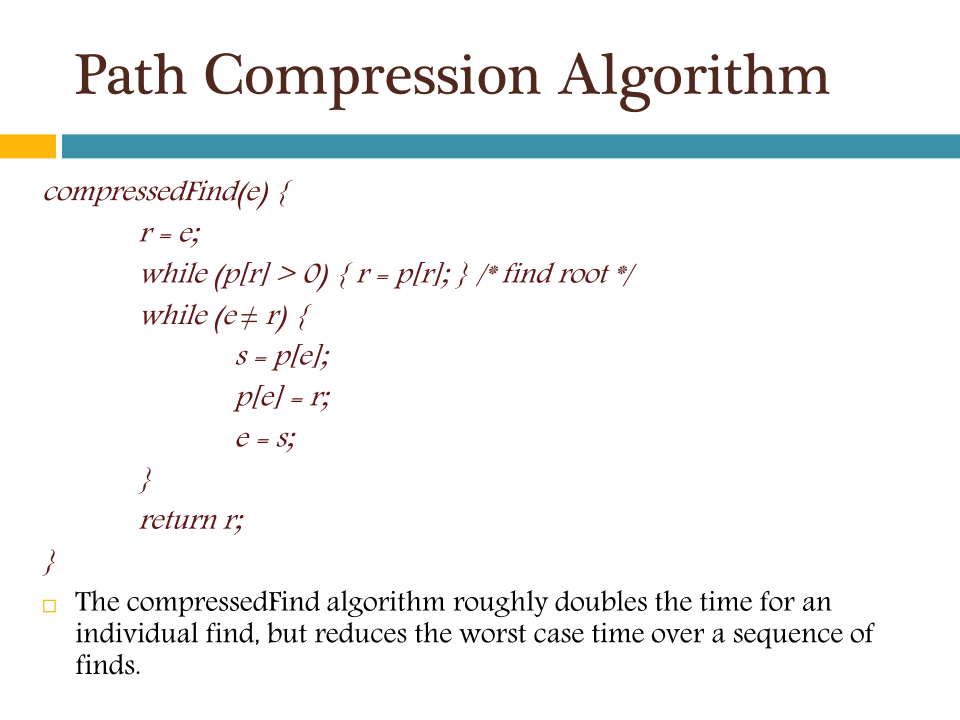 Path Compression Algorithm
compressedFind(e) {
r = e;
while (p[r] > 0) { r = p[r]; } /* find root */
while (e ≠ r) {
s = p[e];
p[e] = r;
e = s;
}
return r;
}
The compressedFind algorithm roughly doubles the time for an
individual find, but reduces the worst case time over a sequence of
finds.